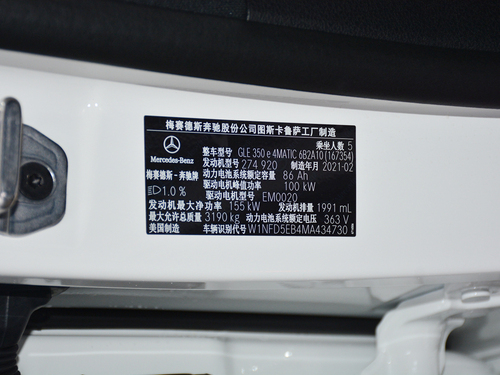 梅赛德斯奔驰股份公司图斯卡鲁萨工厂制造
乘坐人数 5
整车型号 GLE 350 e 4MATIC 6B2A10 (167354)
发动机型号 274 920 制造年月 2021-02
Mercedes-Benz 动力电池系统额定容量 86 Ah
梅赛德斯-奔驰牌 驱动电机峰值功率 100 kW
1.0 % 驱动电机型号 EM0020
发动机最大净功率 155 kW 发动机排量 1991 mL
最大允许总质量 3190 kg 动力电池系统额定电压 363 V
美国制造 车辆识别代号 W1NFD5EB4MA434730